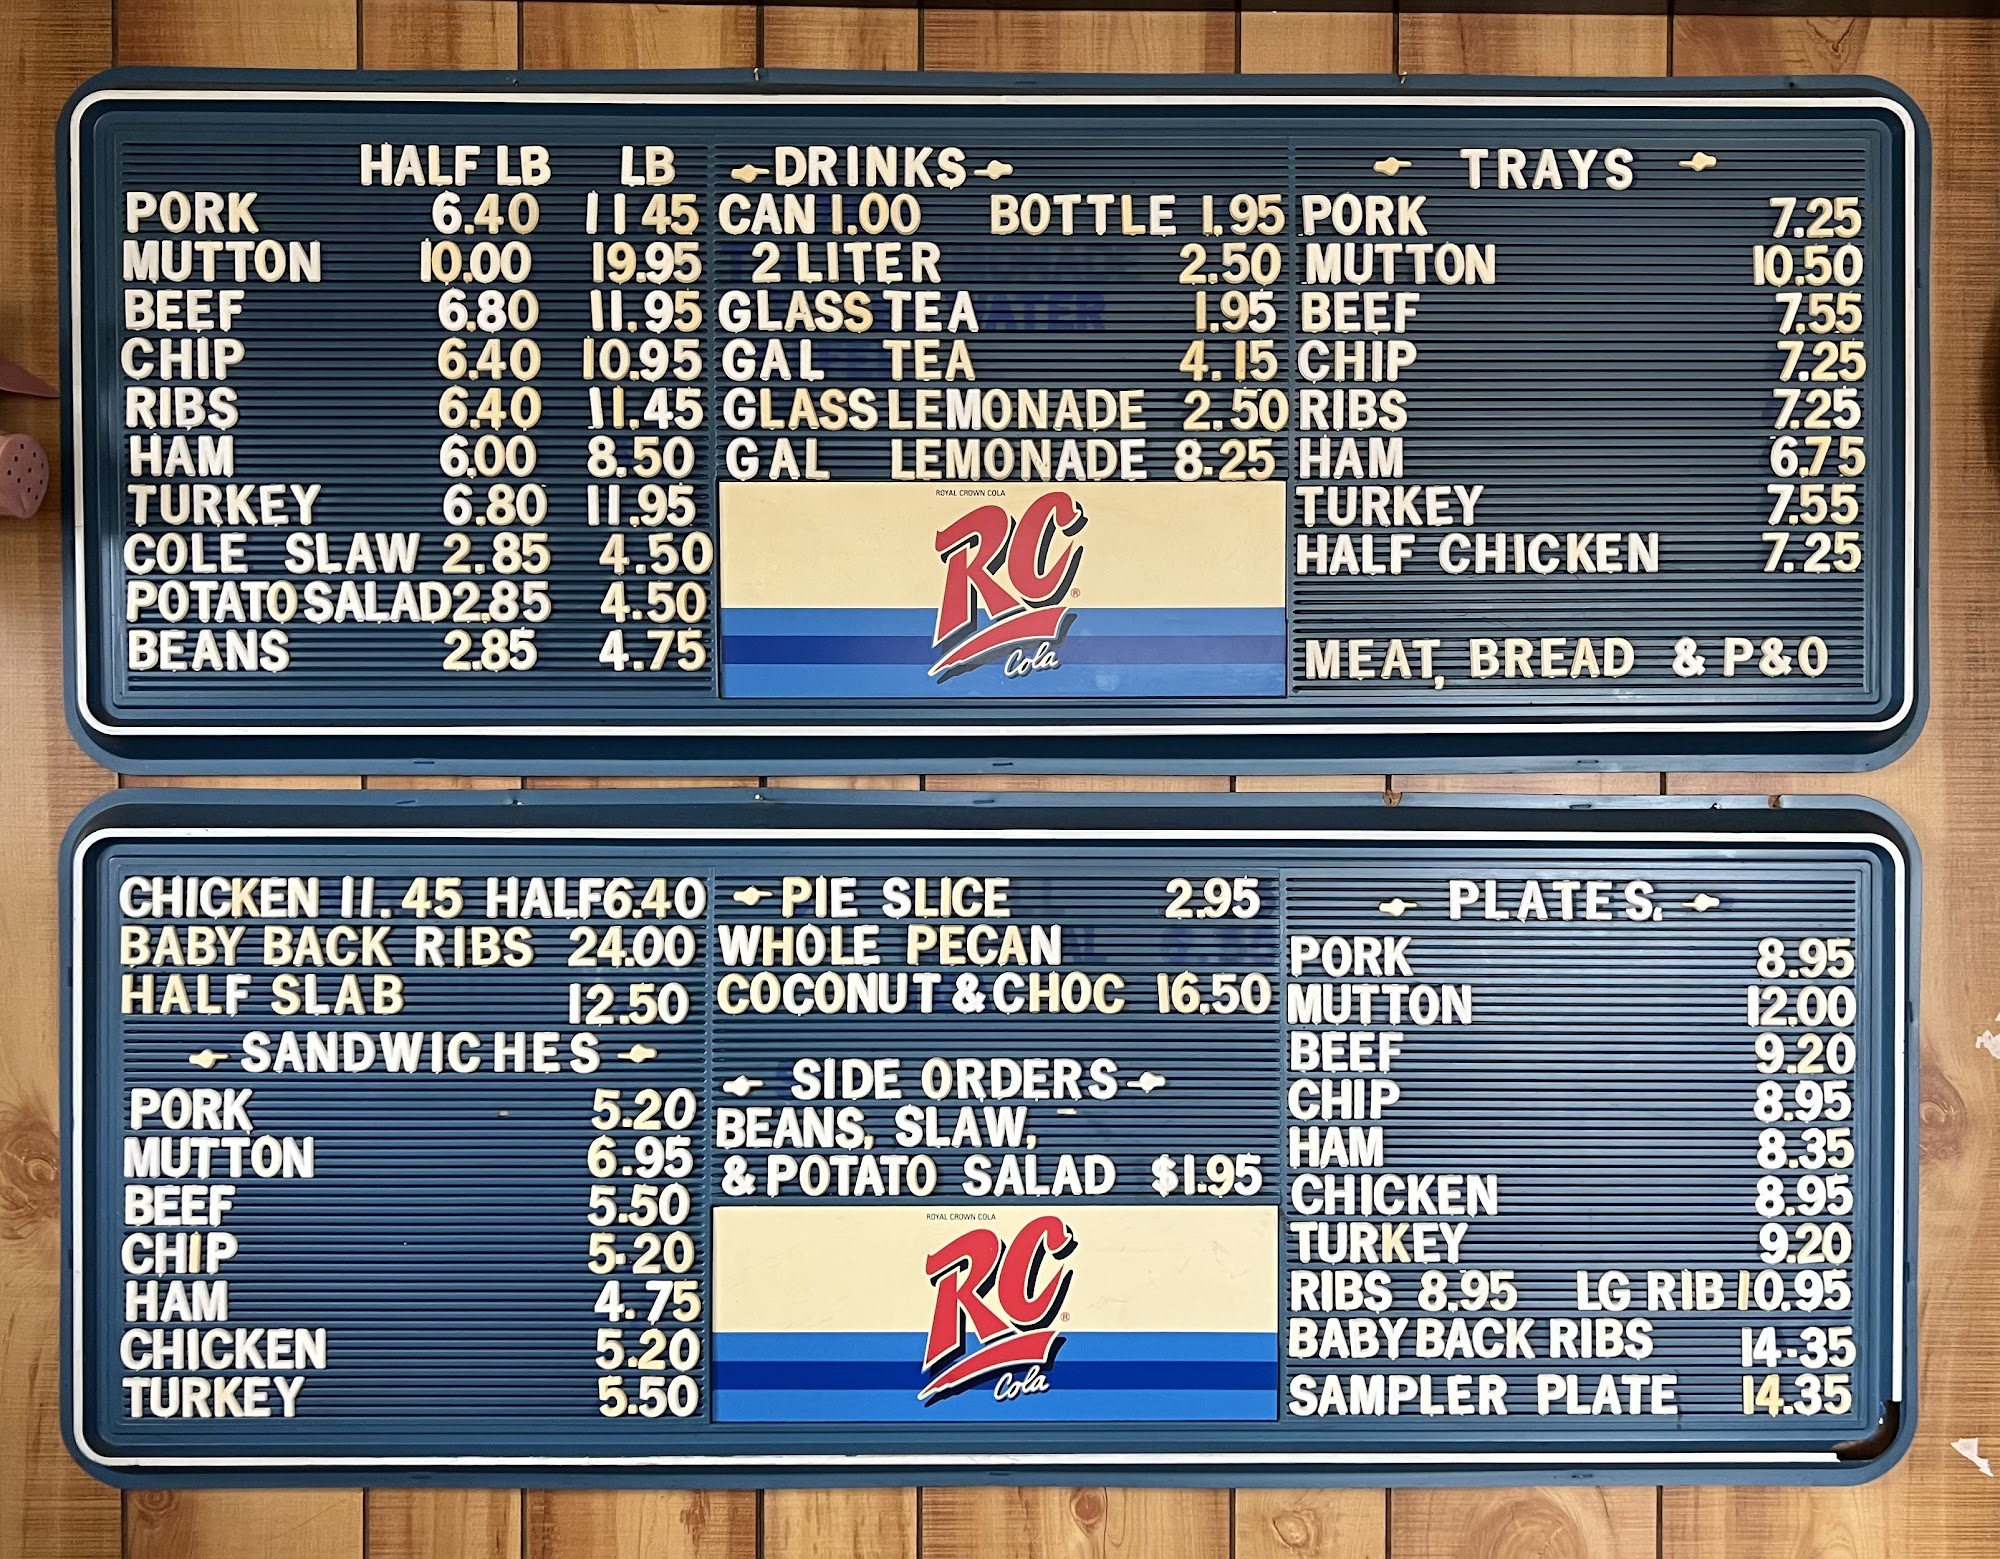 HALF LB LB
PORK 6.40 11 45
MUTTON 10.00 19.95
BEEF 6.80 11.95
CHIP 6.40 10.95
RIBS 6.40 11.45
HAM 6.00 8.50
TURKEY 6.80 11.95
COLE SLAW 2.85 4.50
POTATO SALAD 2.85 4.50
BEANS 2.85 4.75
DRINKS
CAN 1.00 BOTTLE 1.95
2 LITER 2.50
GLASS TEA 1.95
GAL TEA 4.15
GLASS LEMONADE 2.50
GAL LEMONADE 8.25
ROYAL CROWN COLA
RC
Cola
TRAYS
PORK 7.25
MUTTON 10.50
BEEF 7.55
CHIP 7.25
RIBS 7.25
HAM 6.75
TURKEY 7.55
HALF CHICKEN 7.25
MEAT, BREAD & P&O
CHICKEN 11.45 HALF 6.40
BABY BACK RIBS 24.00
HALF SLAB 12.50
SANDWICHES
PORK 5.20
MUTTON 6.95
BEEF 5.50
CHIP 5.20
HAM 4.75
CHICKEN 5.20
TURKEY 5.50
PIE SLICE 2.95
WHOLE PECAN
COCONUT & CHOC 16.50
SIDE ORDERS
BEANS, SLAW,
& POTATO SALAD $1.95
ROYAL CROWN COLA
RC
Cola
PLATES.
PORK 8.95
MUTTON 12.00
BEEF 9.20
CHIP 8.95
HAM 8.35
CHICKEN 8.95
TURKEY 9.20
RIBS 8.95 LG RIB 10.95
BABY BACK RIBS 14.35
SAMPLER PLATE 14.35